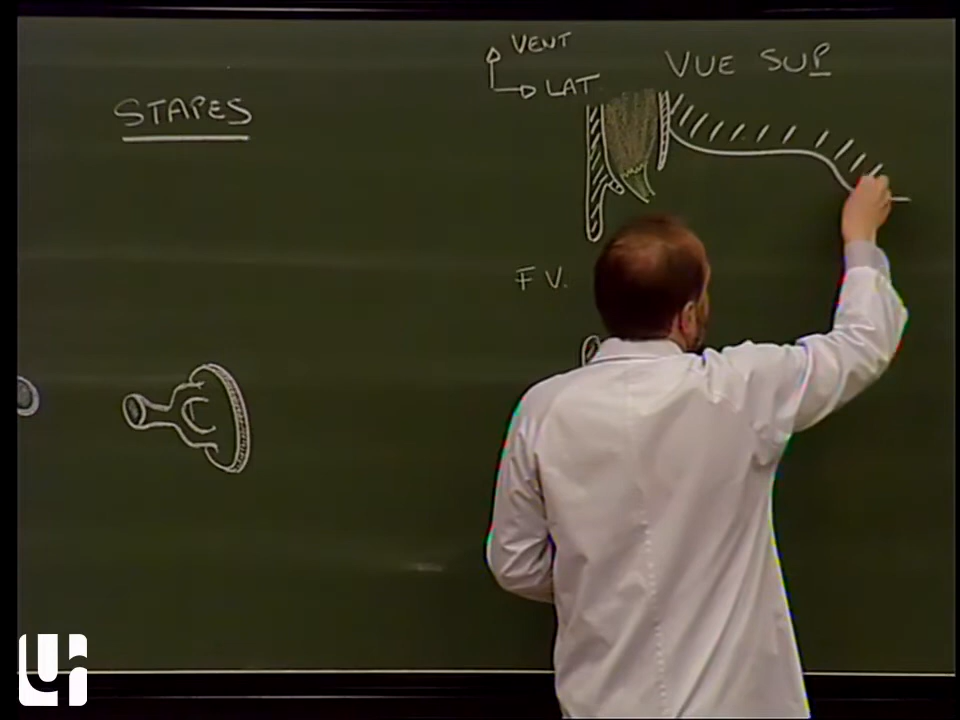 STAPES
VENT
LAT
VUE SUP
F V.